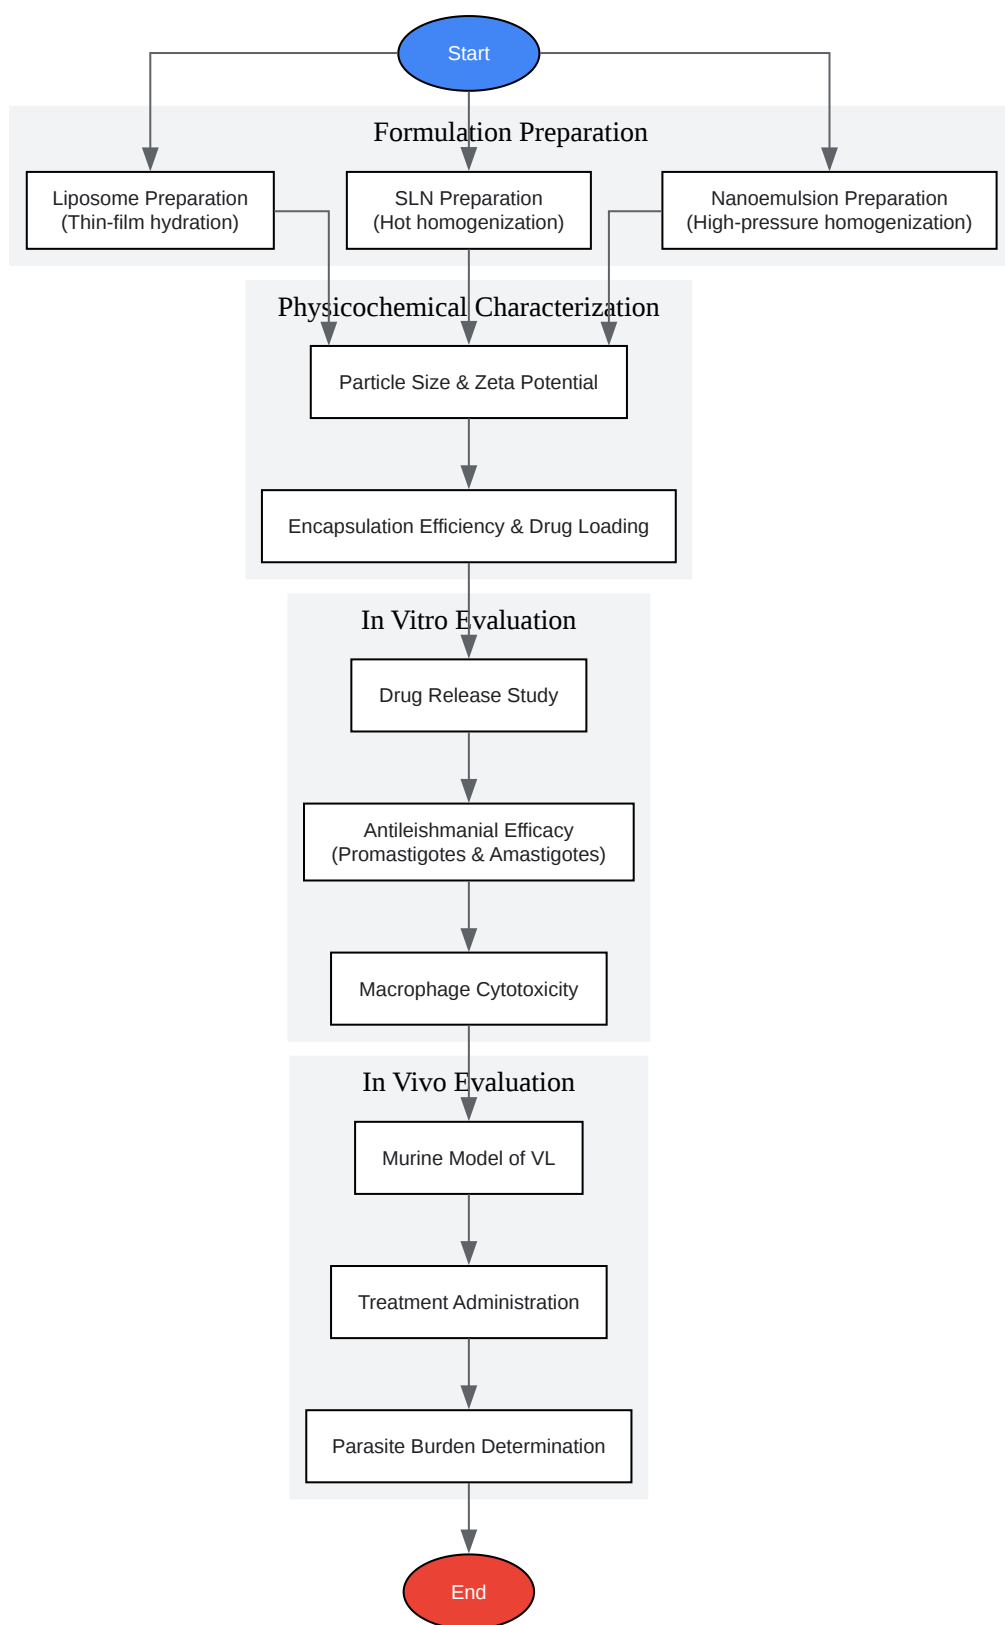 Start
Formulation Preparation
Liposome Preparation
(Thin-film hydration)
SLN Preparation
(Hot homogenization)
Nanoemulsion Preparation
(High-pressure homogenization)
Physicochemical Characterization
Particle Size & Zeta Potential
Encapsulation Efficiency & Drug Loading
In Vitro Evaluation
Drug Release Study
Antileishmanial Efficacy
(Promastigotes & Amastigotes)
Macrophage Cytotoxicity
In Vivo Evaluation
Murine Model of VL
Treatment Administration
Parasite Burden Determination
End